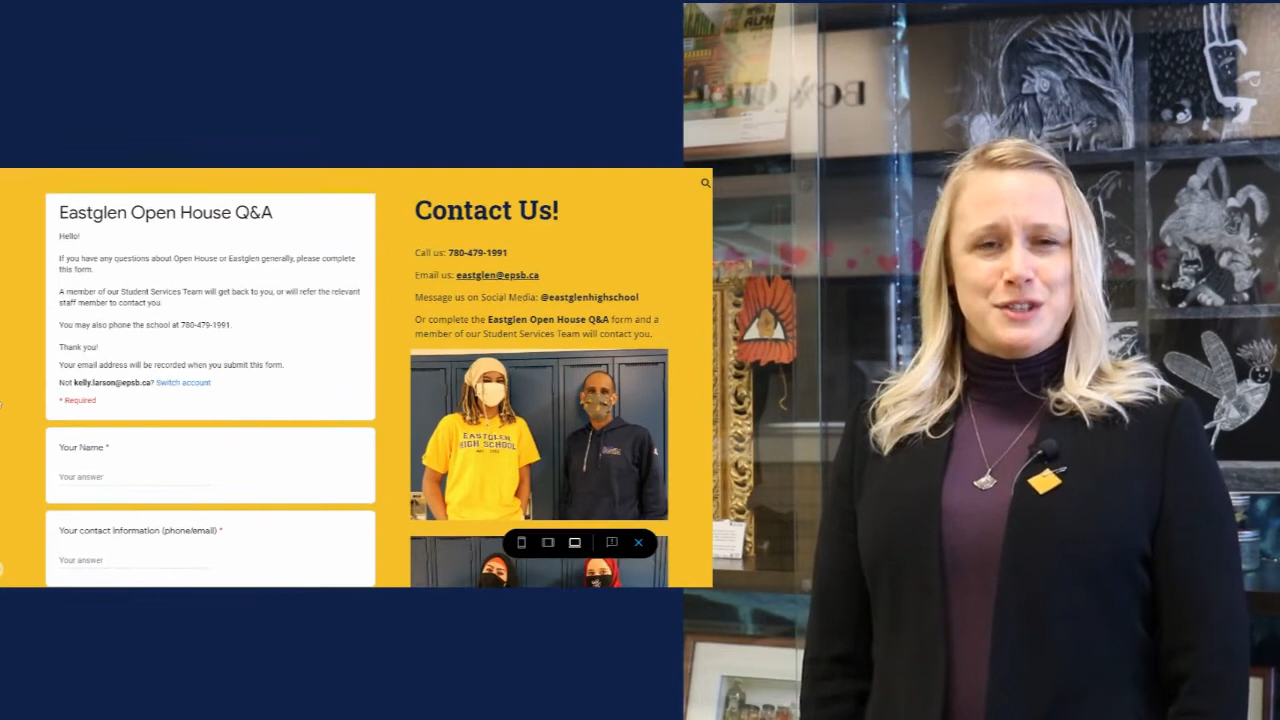 Eastglen Open House Q&A
Hello!
If you have any questions about Open House or Eastglen generally, please complete
this form.
A member of our Student Services Team will get back to you, or will refer the relevant
staff member to contact you
You may also phone the school at 780-479-1991.
Thank you!
Your email address will be recorded when you submit this form.
Not kelly.larson@epsb.ca? Switch account
* Required
Your Name *
Your answer
Your contact information (phone/email) *
Your answer
Contact Us!
Call us: 780-479-1991
Email us: eastglen@epsb.ca
Message us on Social Media: @eastglenhighschool
Or complete the Eastglen Open House Q&A form and a
member of our Student Services Team will contact you.
EASTGLEN
HIGH SCHOOL
ALMA